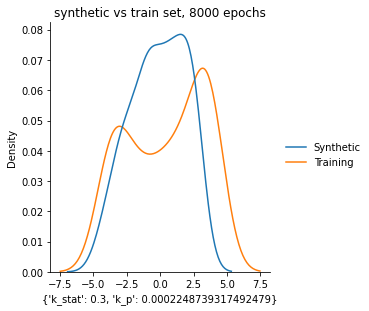 synthetic vs train set, 8000 epochs
0.08
0.07
0.06
0.05
0.04
0.03
0.02
0.01
0.00
Density
-7.5 -5.0 -2.5 0.0 2.5 5.0 7.5
{'k_stat': 0.3, 'k_p': 0.0002248739317492479}
Synthetic
Training